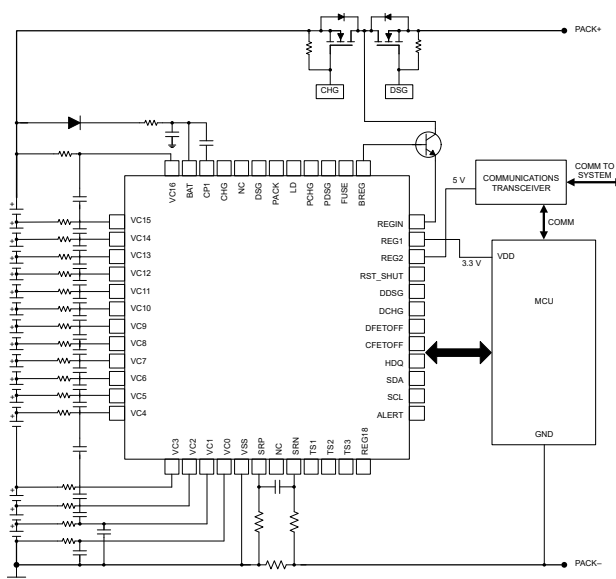 PACK+
CHG
DSG
VC16
BAT
CP1
CHG
NC
DSG
PACK
LD
PCHG
PDSG
FUSE
BREG
5 V
COMMUNICATIONS
TRANSCEIVER
COMM TO
SYSTEM
COMM
VC15
VC14
VC13
VC12
VC11
VC10
VC9
VC8
VC7
VC6
VC5
VC4
REGIN
REG1
REG2
RST_SHUT
DDSG
DCHG
DFETOFF
CFETOFF
HDQ
SDA
SCL
ALERT
3.3 V
VDD
MCU
GND
VC3
VC2
VC1
VC0
VSS
SRP
NC
SRN
TS1
TS2
TS3
REG18
PACK–